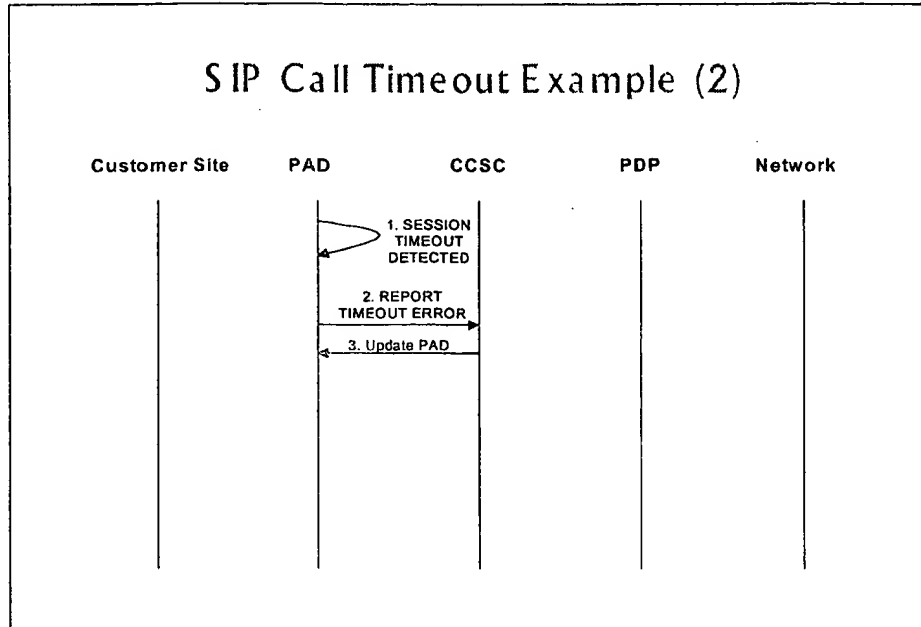 SIP Call Timeout Example (2)
Customer Site PAD CCSC PDP Network
1. SESSION
TIMEOUT
DETECTED
2. REPORT
TIMEOUT ERROR
3. Update PAD